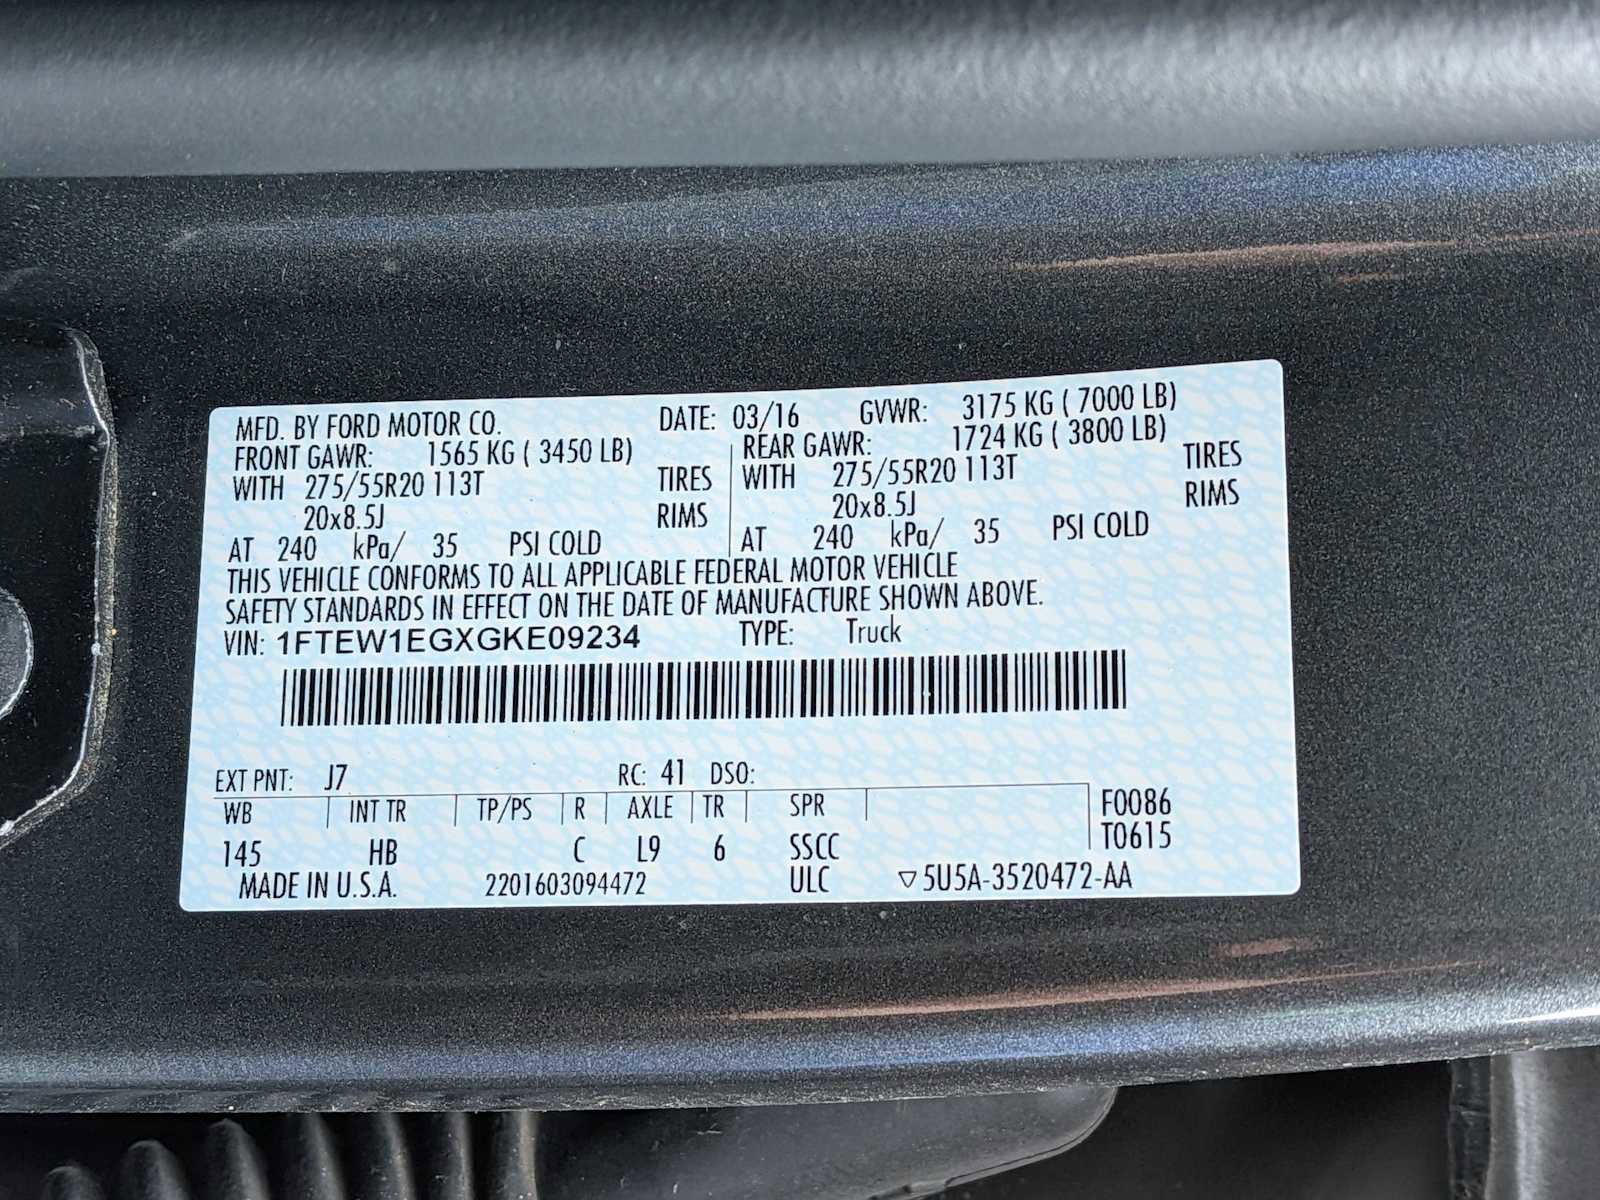 MFD. BY FORD MOTOR CO. DATE: 03/16 GVWR: 3175 KG ( 7000 LB)
FRONT GAWR: 1565 KG ( 3450 LB) REAR GAWR: 1724 KG ( 3800 LB)
WITH 275/55R20 113T TIRES WITH 275/55R20 113T TIRES
20x8.5J RIMS 20x8.5J RIMS
AT 240 kPa/ 35 PSI COLD AT 240 kPa/ 35 PSI COLD
THIS VEHICLE CONFORMS TO ALL APPLICABLE FEDERAL MOTOR VEHICLE
SAFETY STANDARDS IN EFFECT ON THE DATE OF MANUFACTURE SHOWN ABOVE.
VIN: 1FTEW1EGXGKE09234 TYPE: Truck
EXT PNT: J7 RC: 41 DSO:
WB INT TR TP/PS R AXLE TR SPR F0086
145 HB C L9 6 SSCC T0615
MADE IN U.S.A. 2201603094472 ULC ▽5U5A-3520472-AA